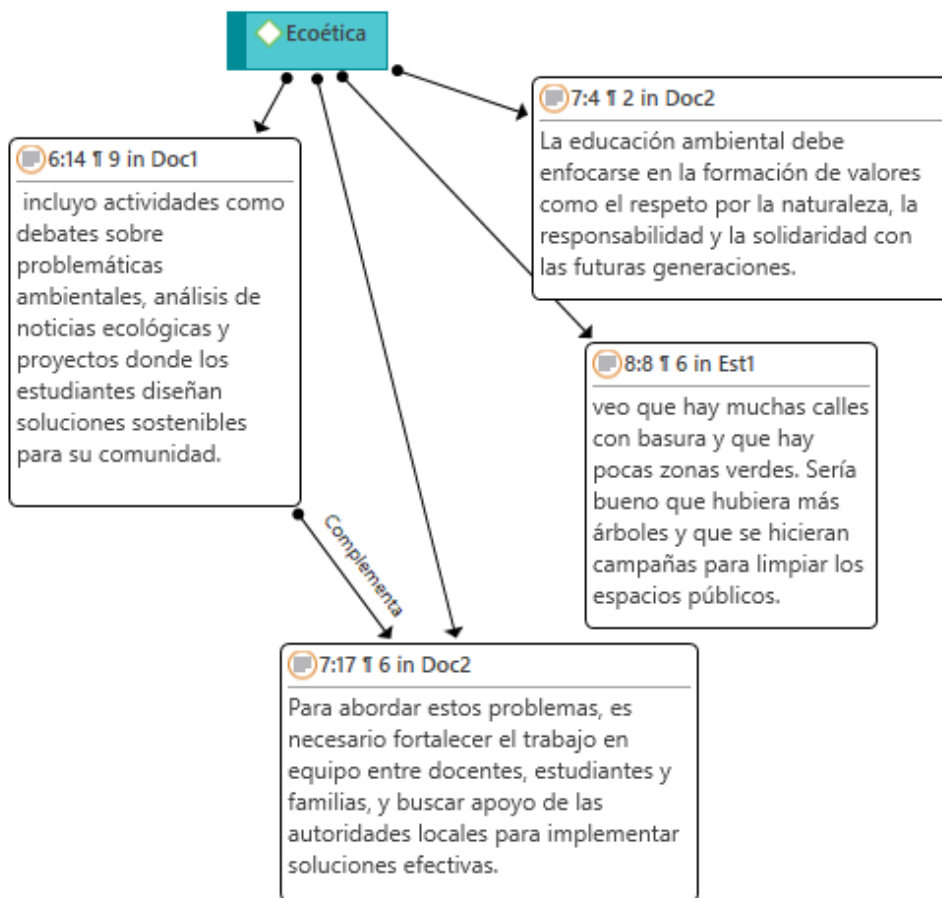 Ecoética
7:4 ¶ 2 in Doc2
La educación ambiental debe
enfocarse en la formación de valores
como el respeto por la naturaleza, la
responsabilidad y la solidaridad con
las futuras generaciones.
6:14 ¶ 9 in Doc1
incluyo actividades como
debates sobre
problemáticas
ambientales, análisis de
noticias ecológicas y
proyectos donde los
estudiantes diseñan
soluciones sostenibles
para su comunidad.
8:8 ¶ 6 in Est1
veo que hay muchas calles
con basura y que hay
pocas zonas verdes. Sería
bueno que hubiera más
árboles y que se hicieran
campañas para limpiar los
espacios públicos.
Complementa
7:17 ¶ 6 in Doc2
Para abordar estos problemas, es
necesario fortalecer el trabajo en
equipo entre docentes, estudiantes y
familias, y buscar apoyo de las
autoridades locales para implementar
soluciones efectivas.